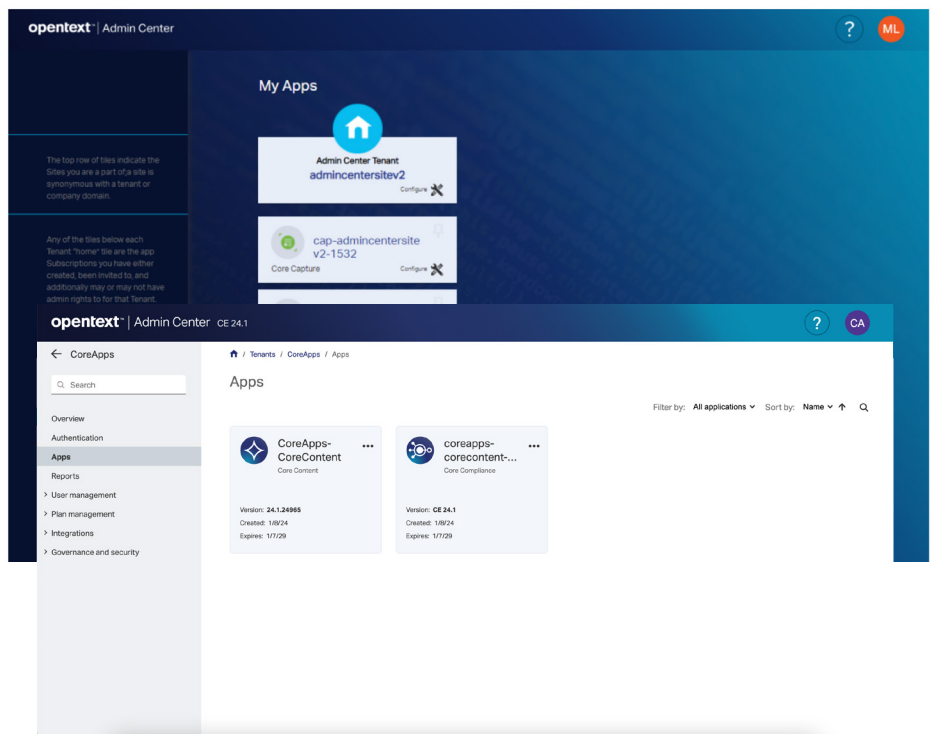 opentext™ | Admin Center
?
ML
My Apps
The top row of tiles indicate the
Sites you are a part of;a site is
synonymous with a tenant or
company domain.
Any of the tiles below each
Tenant "home" tile are the app
Subscriptions you have either
created, been invited to, and
additionally may or may not have
admin rights to for that Tenant.
Admin Center Tenant
admincentersitev2
Configure
cap-admincentersite
v2-1532
Core Capture
Configure
opentext™ | Admin Center CE 24.1
?
CA
CoreApps
Search
Overview
Authentication
Apps
Reports
User management
Plan management
Integrations
Governance and security
/ Tenants / CoreApps / Apps
Apps
Filter by: All applications
Sort by: Name
CoreApps-
CoreContent
Core Content
Version: 24.1.24965
Created: 1/8/24
Expires: 1/7/29
coreapps-
corecontent-...
Core Compliance
Version: CE 24.1
Created: 1/8/24
Expires: 1/7/29